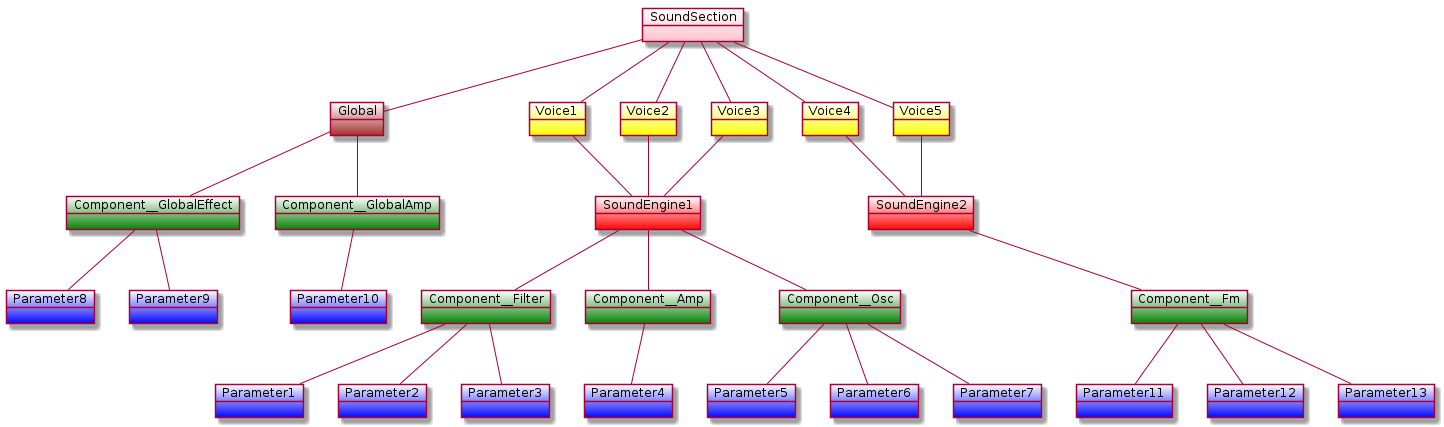 SoundSection
Global
Voice1
Voice2
Voice3
Voice4
Voice5
Component__GlobalEffect
Component__GlobalAmp
SoundEngine1
SoundEngine2
Parameter8
Parameter9
Parameter10
Component__Filter
Component__Amp
Component__Osc
Component__Fm
Parameter1
Parameter2
Parameter3
Parameter4
Parameter5
Parameter6
Parameter7
Parameter11
Parameter12
Parameter13